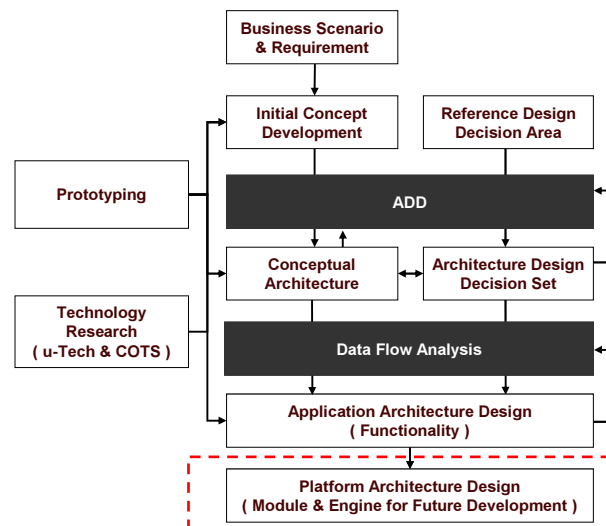 Business Scenario
& Requirement
Initial Concept
Development
Reference Design
Decision Area
Prototyping
ADD
Conceptual
Architecture
Architecture Design
Decision Set
Technology
Research
( u-Tech & COTS )
Data Flow Analysis
Application Architecture Design
( Functionality )
Platform Architecture Design
( Module & Engine for Future Development )